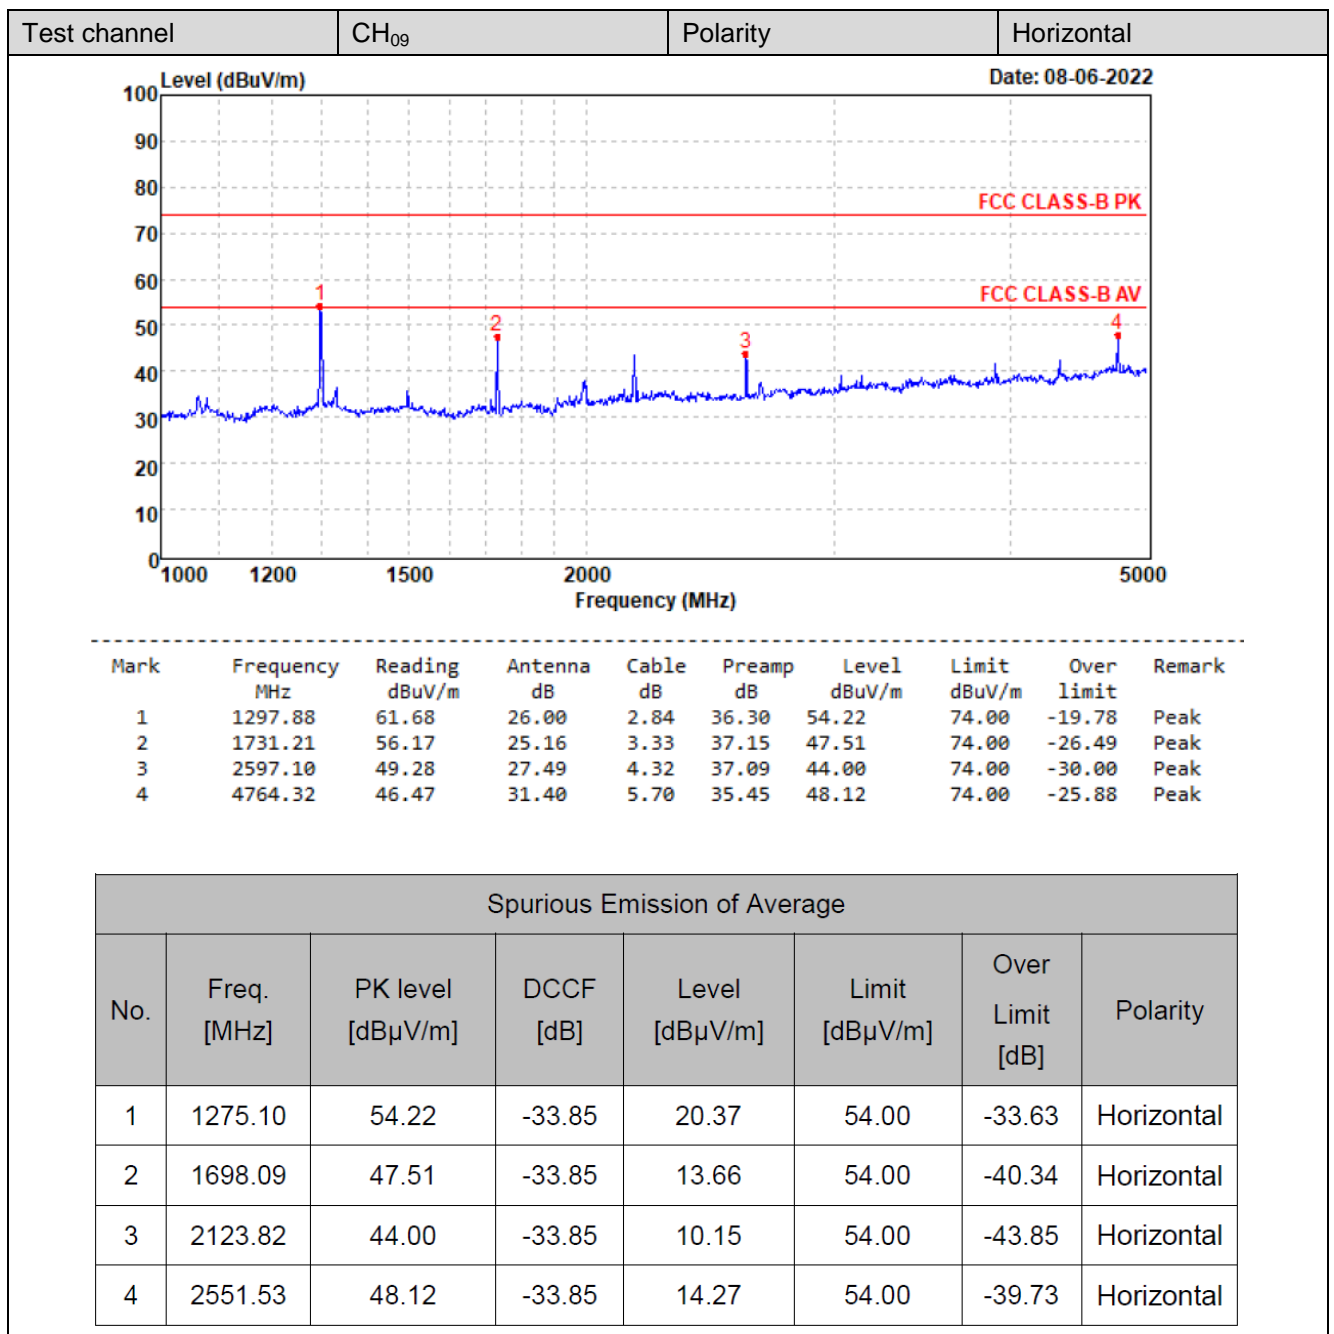 Test channel CH09 Polarity Horizontal
Level (dBuV/m) Date: 08-06-2022
100
90
80
FCC CLASS-B PK
70
60
1
FCC CLASS-B AV
50
2 3 4
40
30
20
10
0
1000 1200 1500 2000 5000
Frequency (MHz)
Mark Frequency Reading Antenna Cable Preamp Level Limit Over Remark
MHz dBuV/m dB dB dB dBuV/m dBuV/m limit
1 1297.88 61.68 26.00 2.84 36.30 54.22 74.00 -19.78 Peak
2 1731.21 56.17 25.16 3.33 37.15 47.51 74.00 -26.49 Peak
3 2597.10 49.28 27.49 4.32 37.09 44.00 74.00 -30.00 Peak
4 4764.32 46.47 31.40 5.70 35.45 48.12 74.00 -25.88 Peak
Spurious Emission of Average
No. Freq. [MHz] PK level [dBµV/m] DCCF [dB] Level [dBµV/m] Limit [dBµV/m] Over Limit [dB] Polarity
1 1275.10 54.22 -33.85 20.37 54.00 -33.63 Horizontal
2 1698.09 47.51 -33.85 13.66 54.00 -40.34 Horizontal
3 2123.82 44.00 -33.85 10.15 54.00 -43.85 Horizontal
4 2551.53 48.12 -33.85 14.27 54.00 -39.73 Horizontal